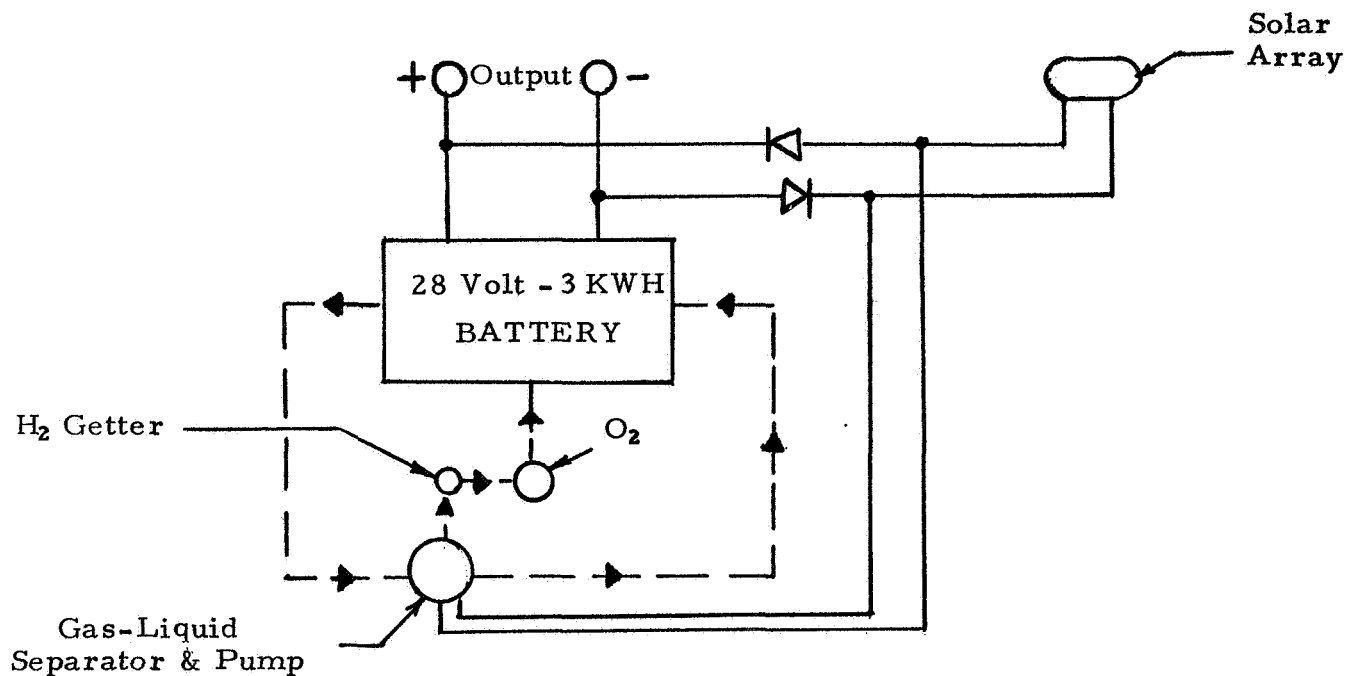 Solar
Array
+ Output -
28 Volt - 3 KWH
BATTERY
H₂ Getter
O₂
Gas-Liquid
Separator & Pump